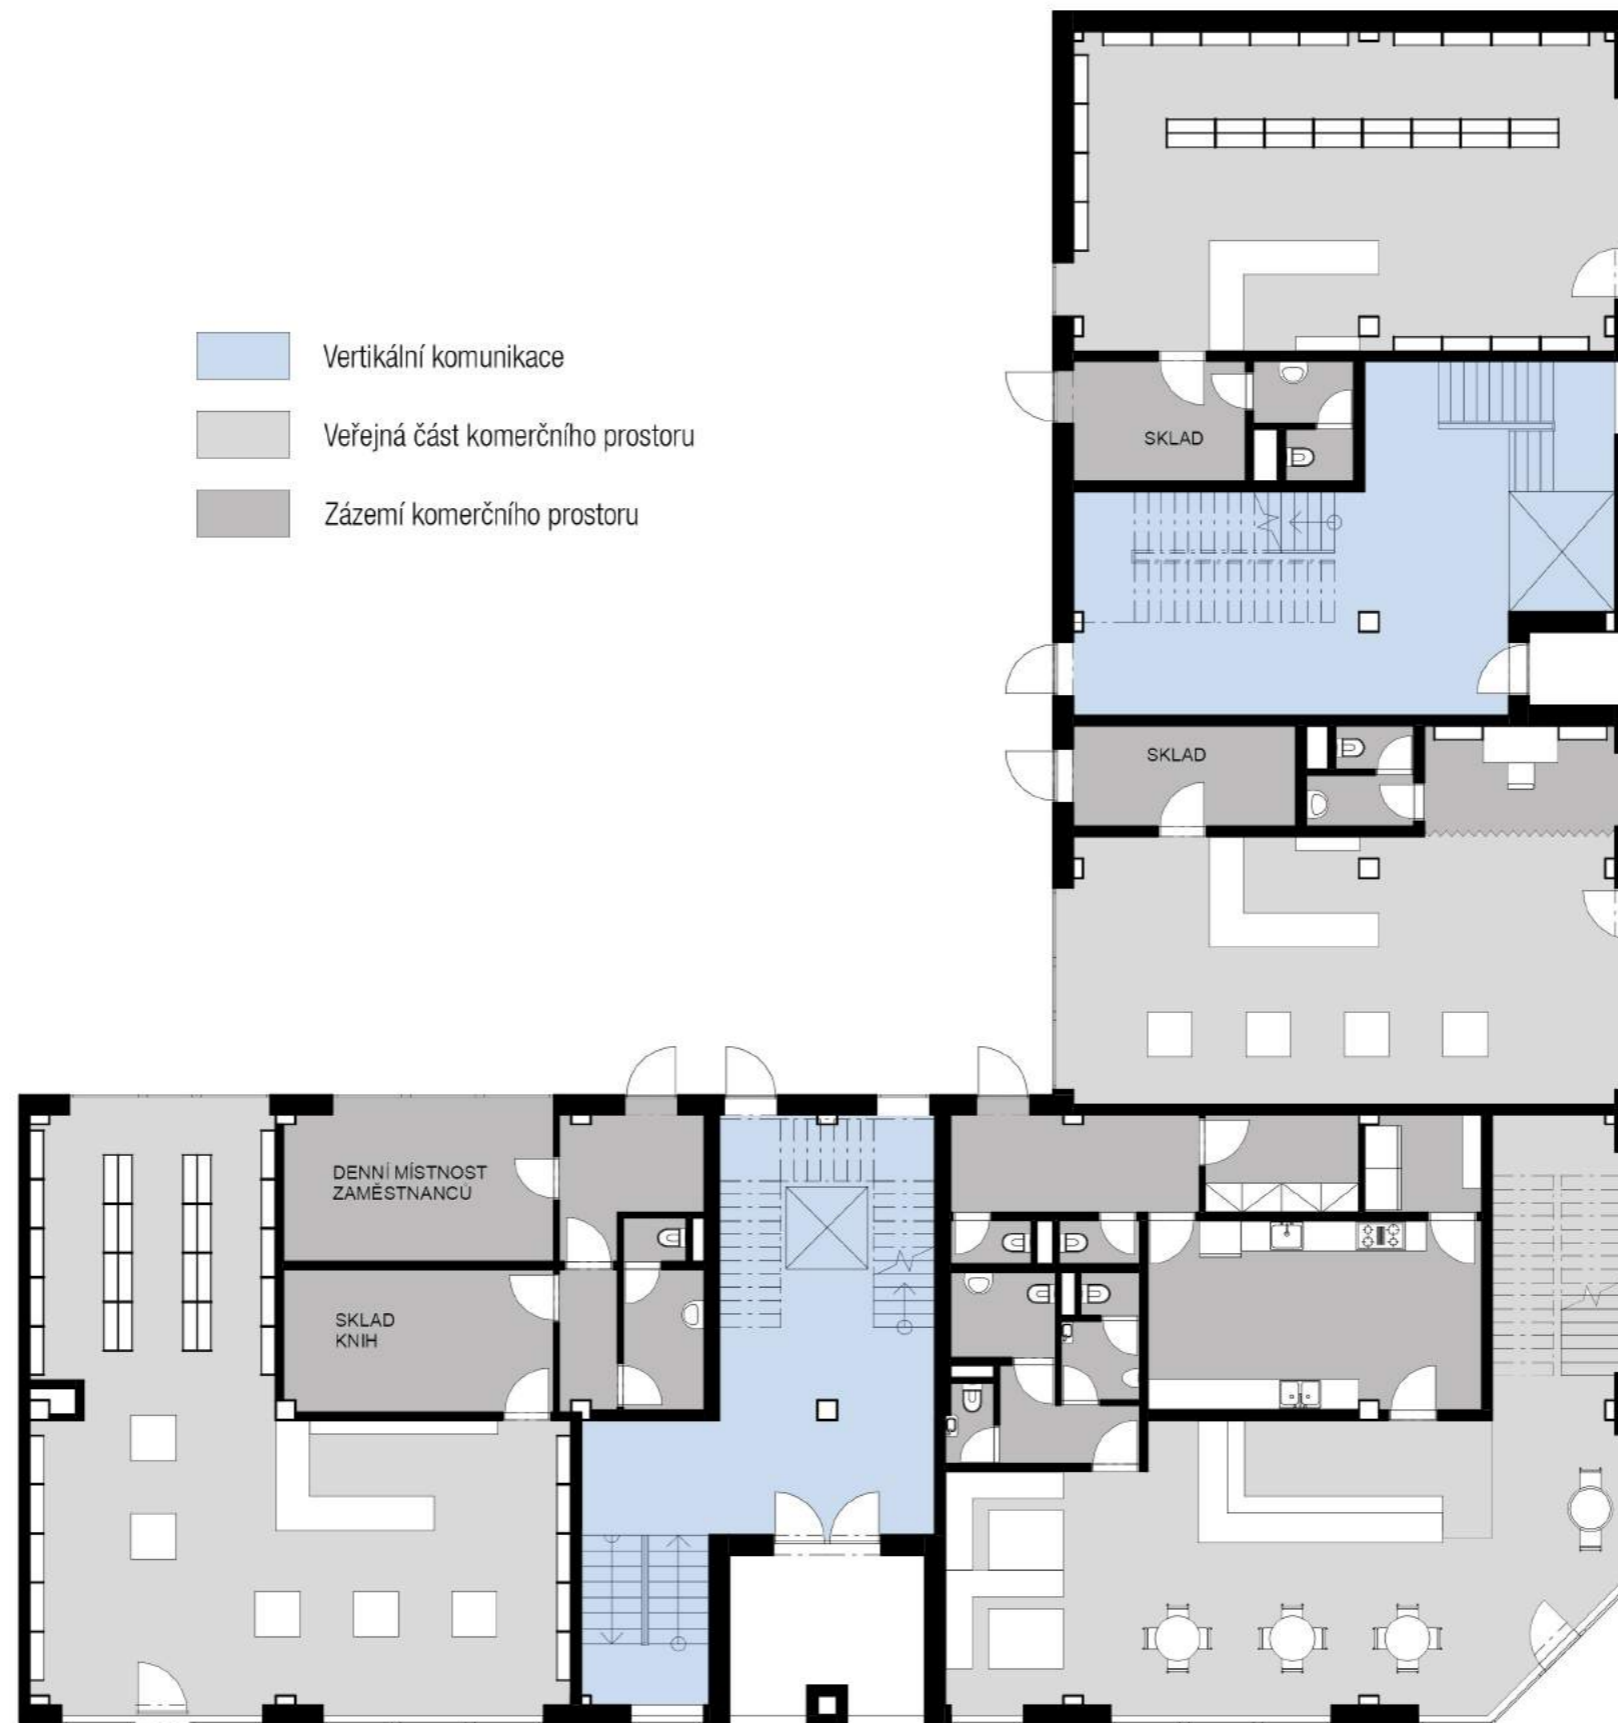 Vertikální komunikace
Veřejná část komerčního prostoru
Zázemí komerčního prostoru
SKLAD
SKLAD
DENNÍ MÍSTNOST
ZAMĚSTNANCŮ
SKLAD
KNIH